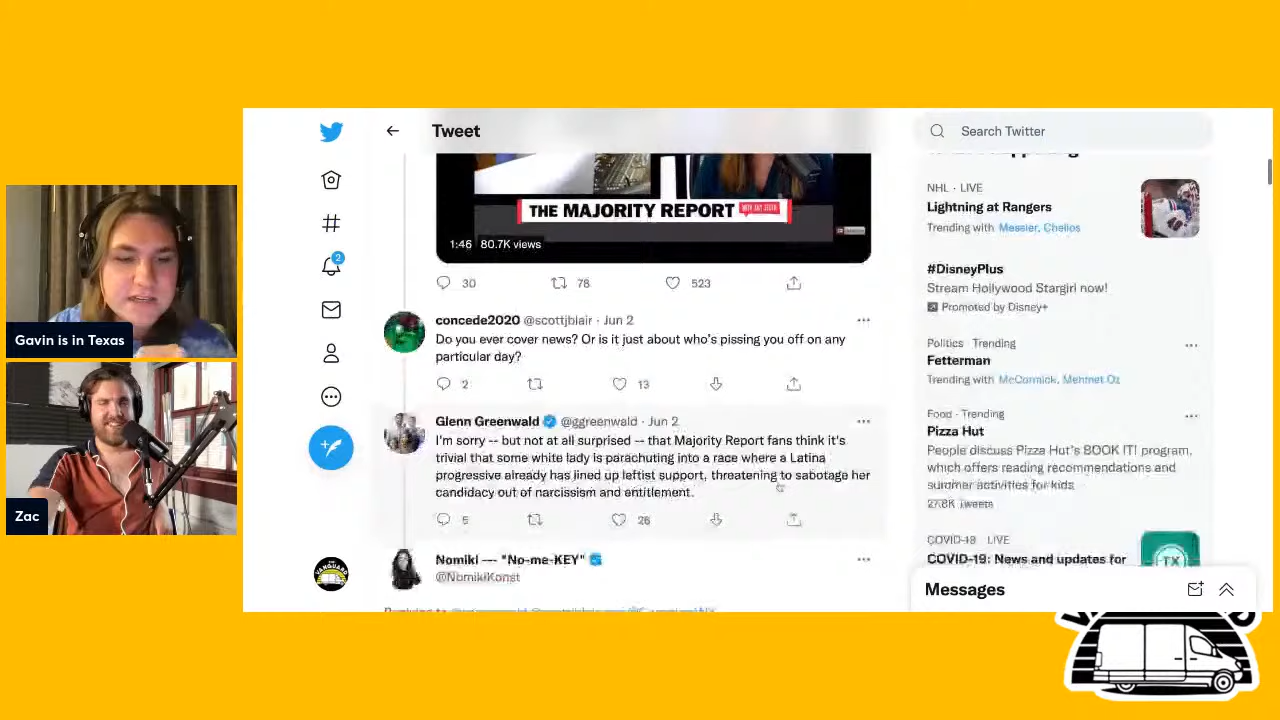 Tweet
Search Twitter
THE MAJORITY REPORT
1:46 80.7K views
30 78 523
concede2020 @scottjblair · Jun 2
Do you ever cover news? Or is it just about who's pissing you off on any
particular day?
2 13
Glenn Greenwald @ggreenwald · Jun 2
I'm sorry -- but not at all surprised -- that Majority Report fans think it's
trivial that some white lady is parachuting into a race where a Latina
progressive already has lined up leftist support, threatening to sabotage her
candidacy out of narcissism and entitlement.
5 26
Nomiki --- "No-me-KEY"
@NomikiKonst
NHL · LIVE
Lightning at Rangers
Trending with Messier, Chelios
#DisneyPlus
Stream Hollywood Stargirl now!
Promoted by Disney+
Politics · Trending
Fetterman
Trending with McCormick, Mehmet Oz
Food · Trending
Pizza Hut
People discuss Pizza Hut's BOOK IT! program,
which offers reading recommendations and
summer activities for kids
27.8K Tweets
COVID-19 · LIVE
COVID-19: News and updates for
TX
Messages
2
Gavin is in Texas
Zac
VANGUARD